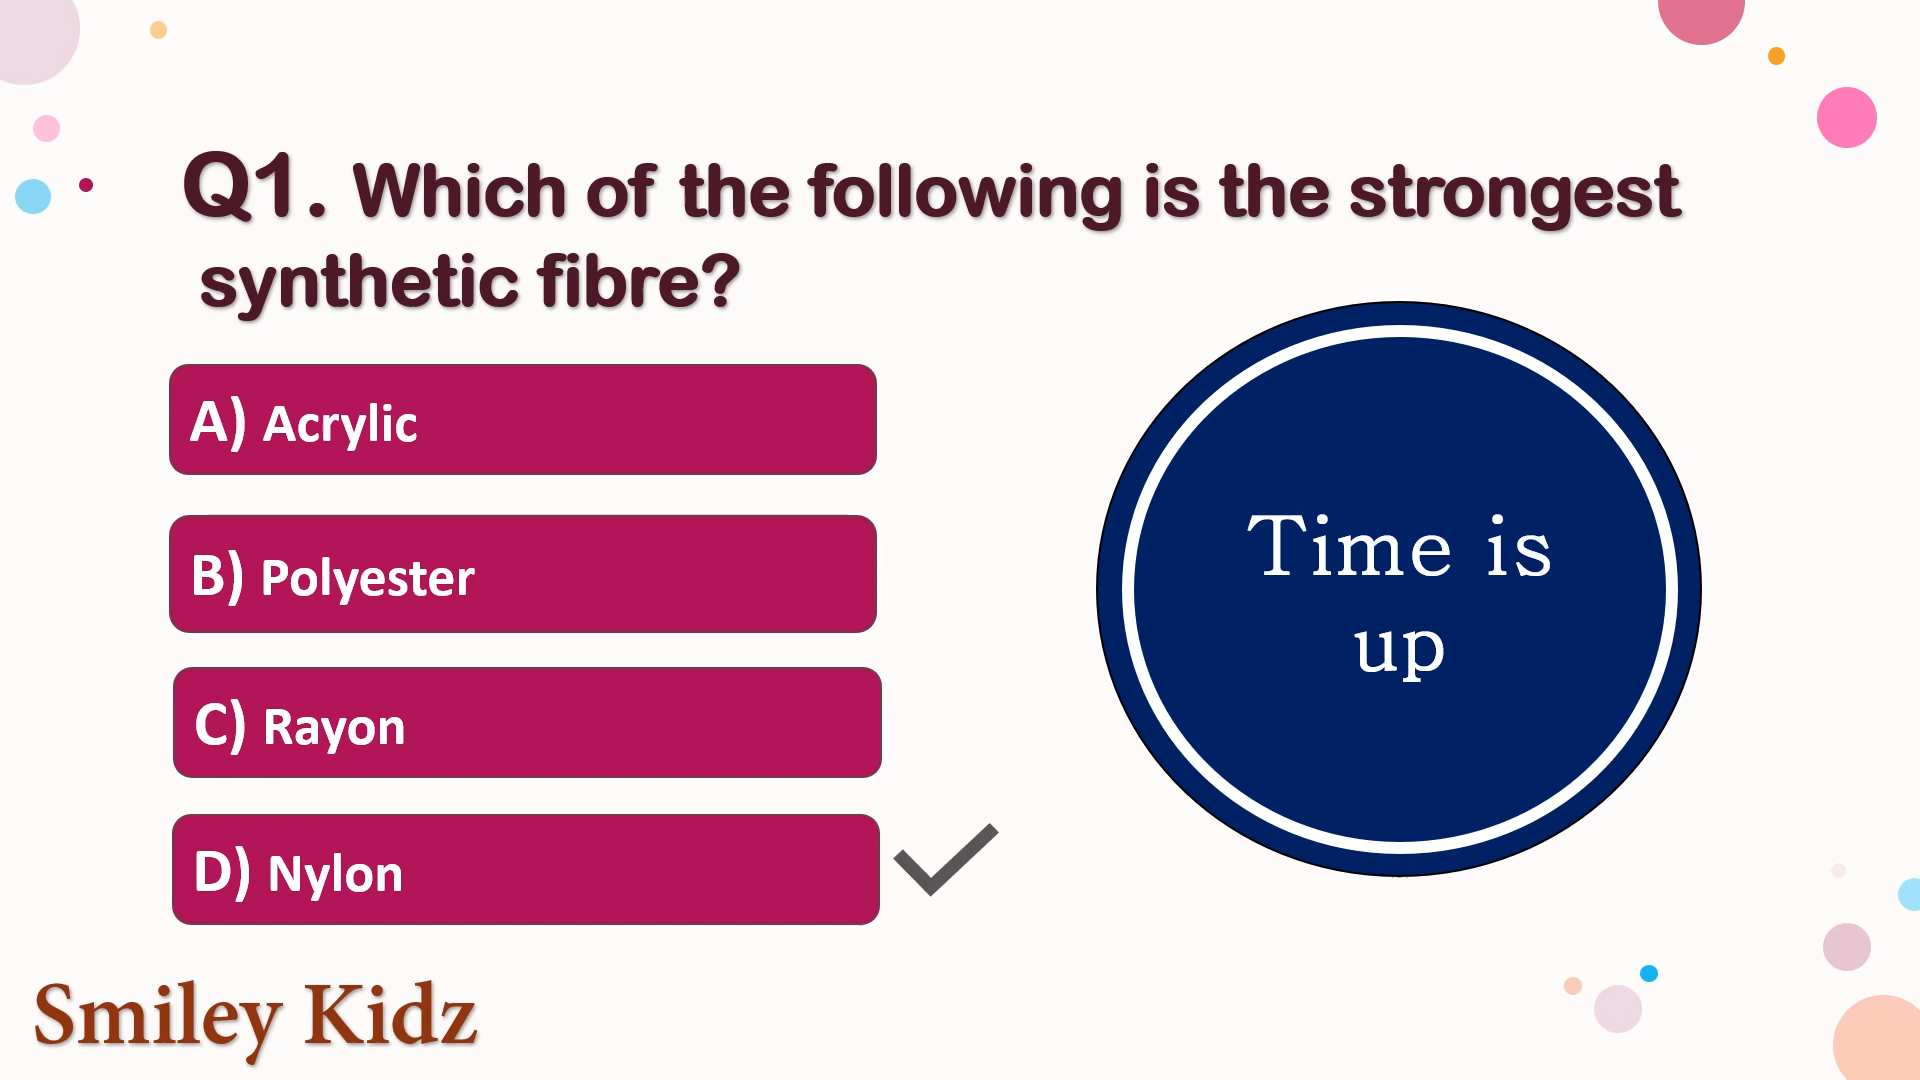 Q1. Which of the following is the strongest
synthetic fibre?
A) Acrylic
B) Polyester
C) Rayon
D) Nylon
Time is
up
Smiley Kidz